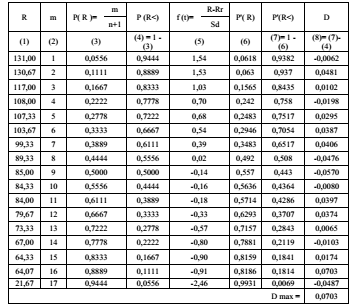 R m P( R )= m/n+1 P (R<) f (t)= R-Rr/Sd P'( R) P'(R<) D
(1) (2) (3) (4) = 1 - (3) (5) (6) (7)= 1 - (6) (8)= (7)-(4)
131,00 1 0,0556 0,9444 1,54 0,0618 0,9382 -0,0062
130,67 2 0,1111 0,8889 1,53 0,063 0,937 0,0481
117,00 3 0,1667 0,8333 1,03 0,1565 0,8435 0,0102
108,00 4 0,2222 0,7778 0,70 0,242 0,758 -0,0198
107,33 5 0,2778 0,7222 0,68 0,2483 0,7517 0,0295
103,67 6 0,3333 0,6667 0,54 0,2946 0,7054 0,0387
99,33 7 0,3889 0,6111 0,39 0,3483 0,6517 0,0406
89,33 8 0,4444 0,5556 0,02 0,492 0,508 -0,0476
85,00 9 0,5000 0,5000 -0,14 0,557 0,443 -0,0570
84,33 10 0,5556 0,4444 -0,16 0,5636 0,4364 -0,0080
84,00 11 0,6111 0,3889 -0,18 0,5714 0,4286 0,0397
79,67 12 0,6667 0,3333 -0,33 0,6293 0,3707 0,0374
73,33 13 0,7222 0,2778 -0,57 0,7157 0,2843 0,0065
67,00 14 0,7778 0,2222 -0,80 0,7881 0,2119 -0,0103
64,33 15 0,8333 0,1667 -0,90 0,8159 0,1841 0,0174
64,07 16 0,8889 0,1111 -0,91 0,8186 0,1814 0,0703
21,67 17 0,9444 0,0556 -2,46 0,9931 0,0069 -0,0487
D max = 0,0703